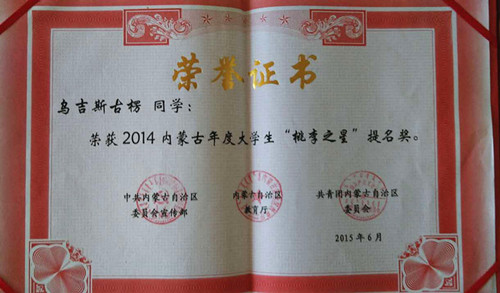 荣誉证书
乌吉斯古楞 同学：
荣获2014内蒙古年度大学生“桃李之星”提名奖。
中共内蒙古自治区 内蒙古自治区 共青团内蒙古自治区
委员会宣传部 教育厅 委员会
2015年6月